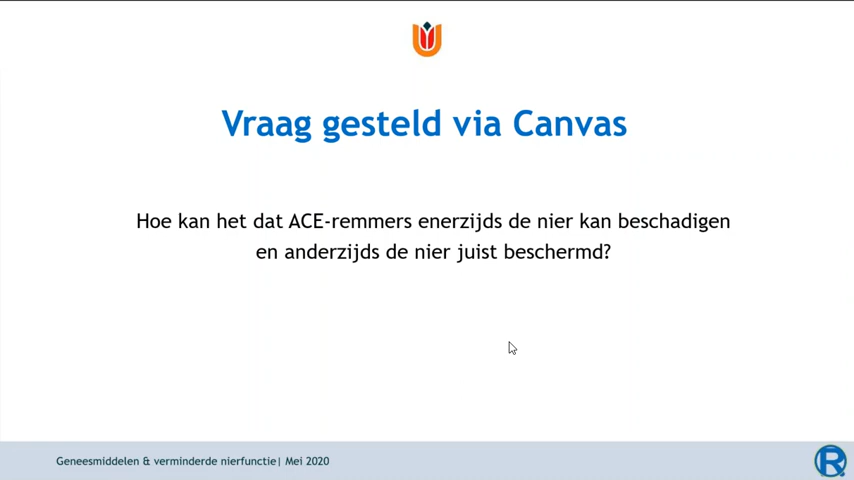 Vraag gesteld via Canvas
Hoe kan het dat ACE-remmers enerzijds de nier kan beschadigen
en anderzijds de nier juist beschermd?
Geneesmiddelen & verminderde nierfunctie| Mei 2020
R